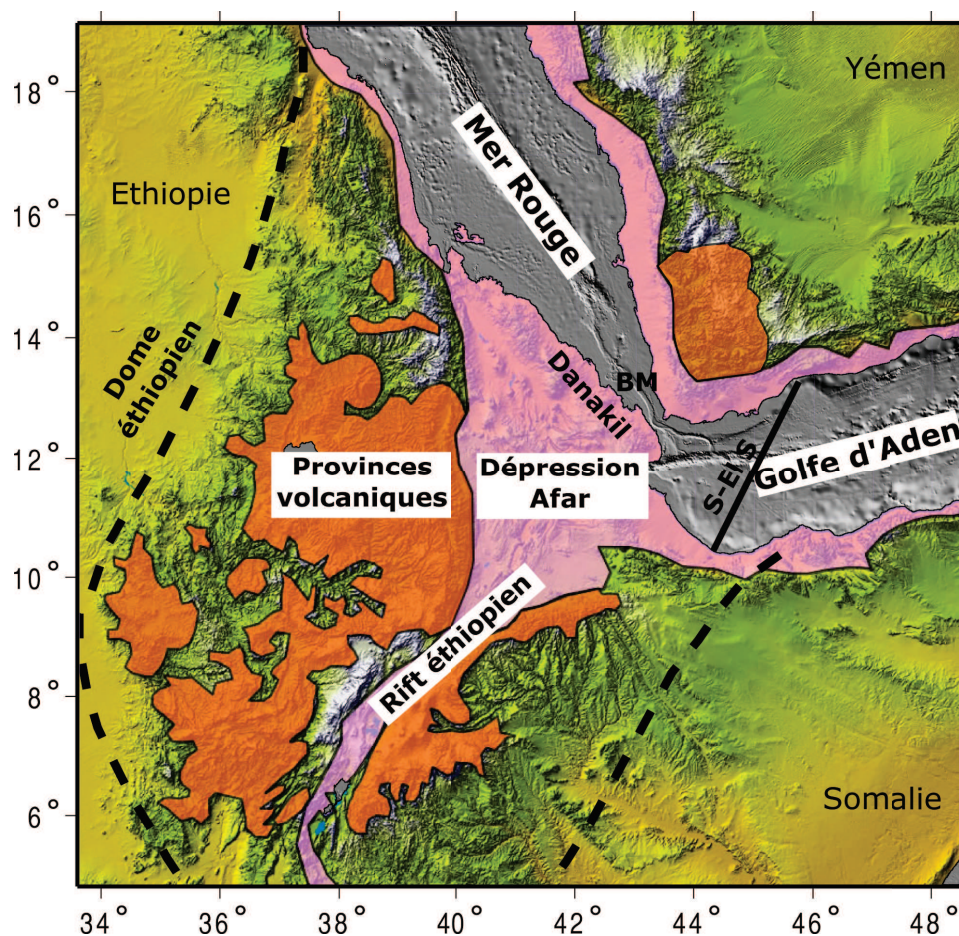 Yémen
18°
Mer Rouge
Ethiopie
16°
14°
Dome
éthiopien
Danakil
BM
12°
Provinces
volcaniques
Dépression
Afar
S-El S
Golfe d'Aden
10°
Rift éthiopien
8°
6°
Somalie
34° 36° 38° 40° 42° 44° 46° 48°